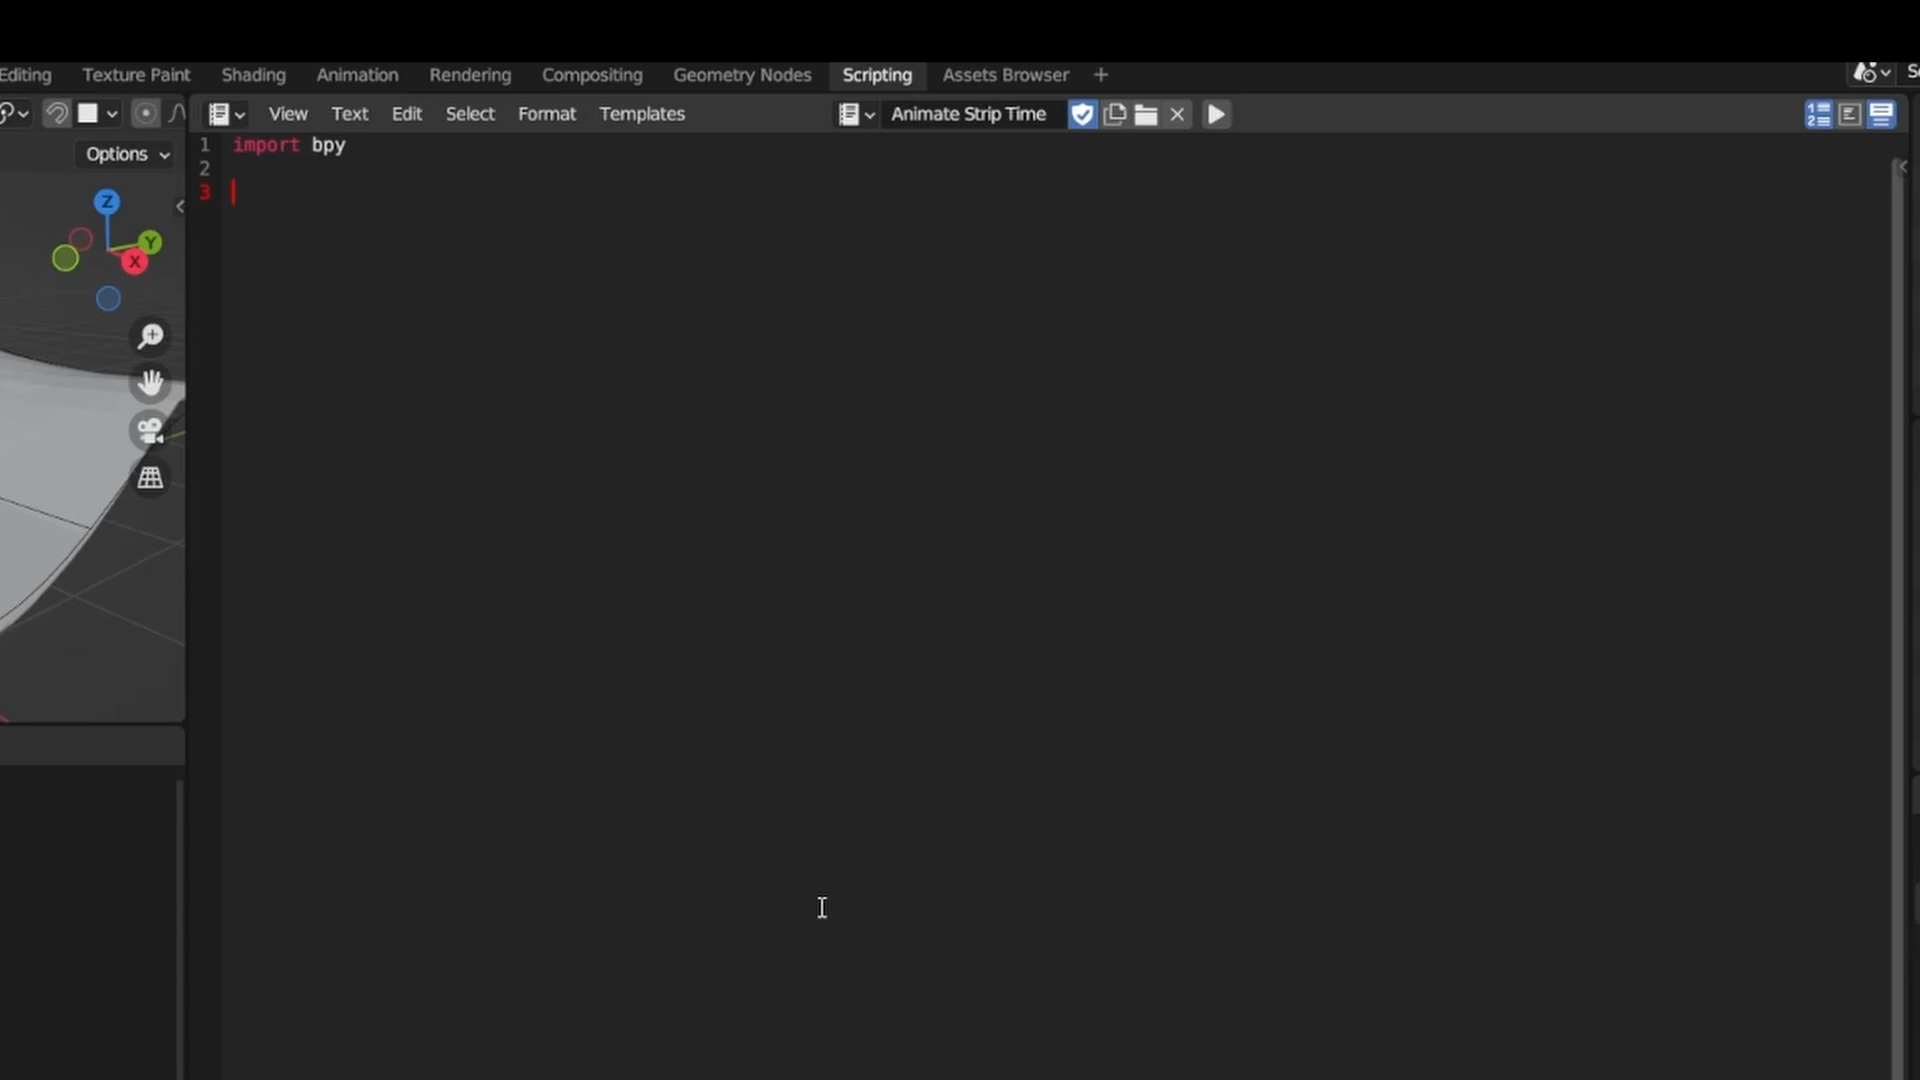 Editing Texture Paint Shading Animation Rendering Compositing Geometry Nodes Scripting Assets Browser +
View Text Edit Select Format Templates Animate Strip Time
Options
1 import bpy
2
3
Z
Y
X